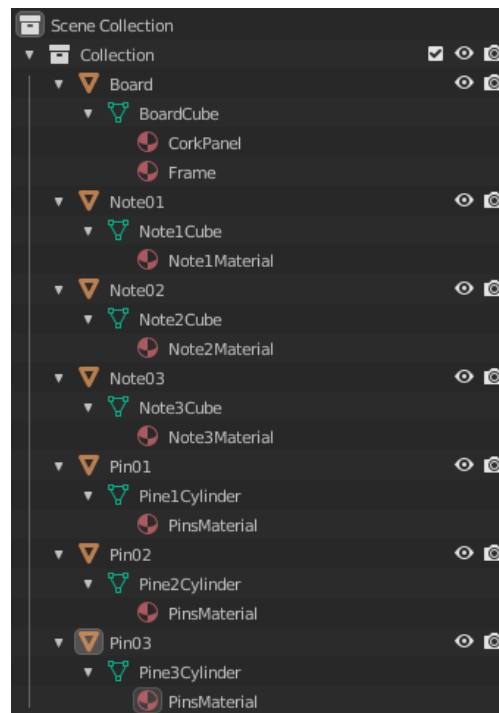 Scene Collection
Collection
Board
BoardCube
CorkPanel
Frame
Note01
Note1Cube
Note1Material
Note02
Note2Cube
Note2Material
Note03
Note3Cube
Note3Material
Pin01
Pine1Cylinder
PinsMaterial
Pin02
Pine2Cylinder
PinsMaterial
Pin03
Pine3Cylinder
PinsMaterial